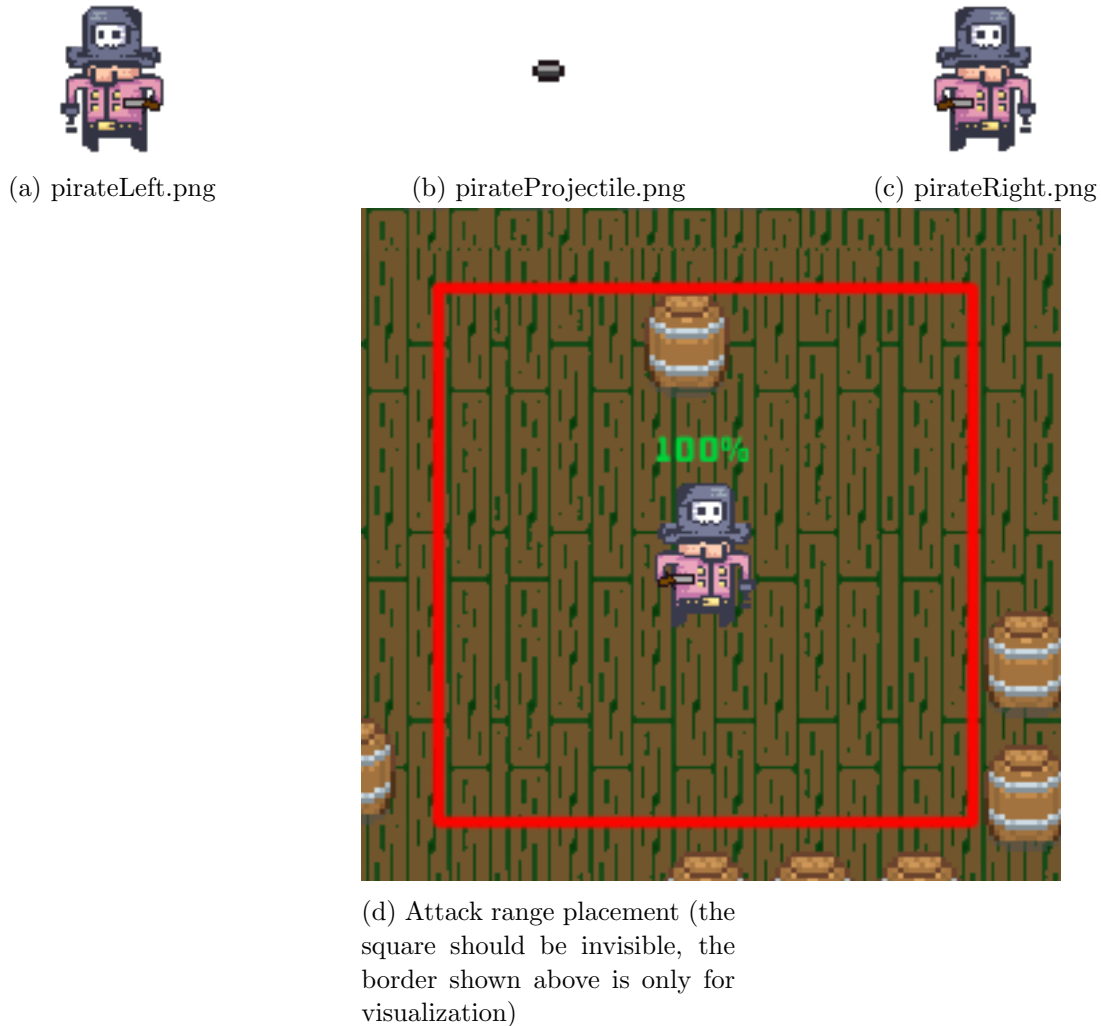 (a) pirateLeft.png
(b) pirateProjectile.png
(c) pirateRight.png
100%
(d) Attack range placement (the
square should be invisible, the
border shown above is only for
visualization)